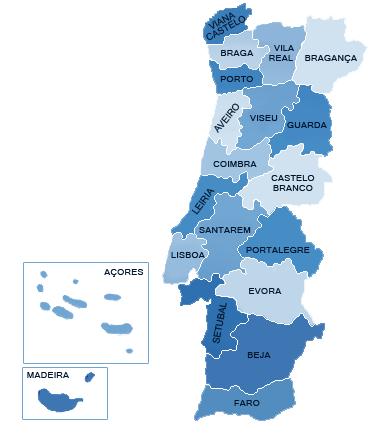 VIANA
CASTELO
BRAGA
VILA
REAL
BRAGANÇA
PORTO
AVEIRO
VISEU
GUARDA
COIMBRA
CASTELO
BRANCO
LEIRIA
SANTAREM
PORTALEGRE
LISBOA
AÇORES
EVORA
SETUBAL
BEJA
MADEIRA
FARO